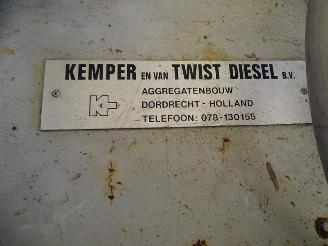 KEMPER EN VAN TWIST DIESEL B.V.
AGGREGATENBOUW
DORDRECHT - HOLLAND
TELEFOON: 078-130155